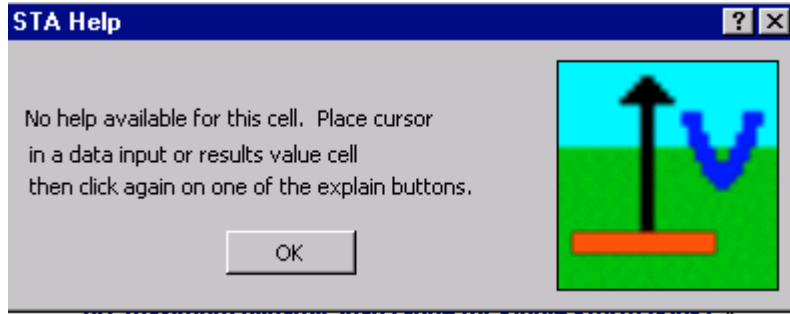 STA Help
No help available for this cell. Place cursor
in a data input or results value cell
then click again on one of the explain buttons.
OK
V